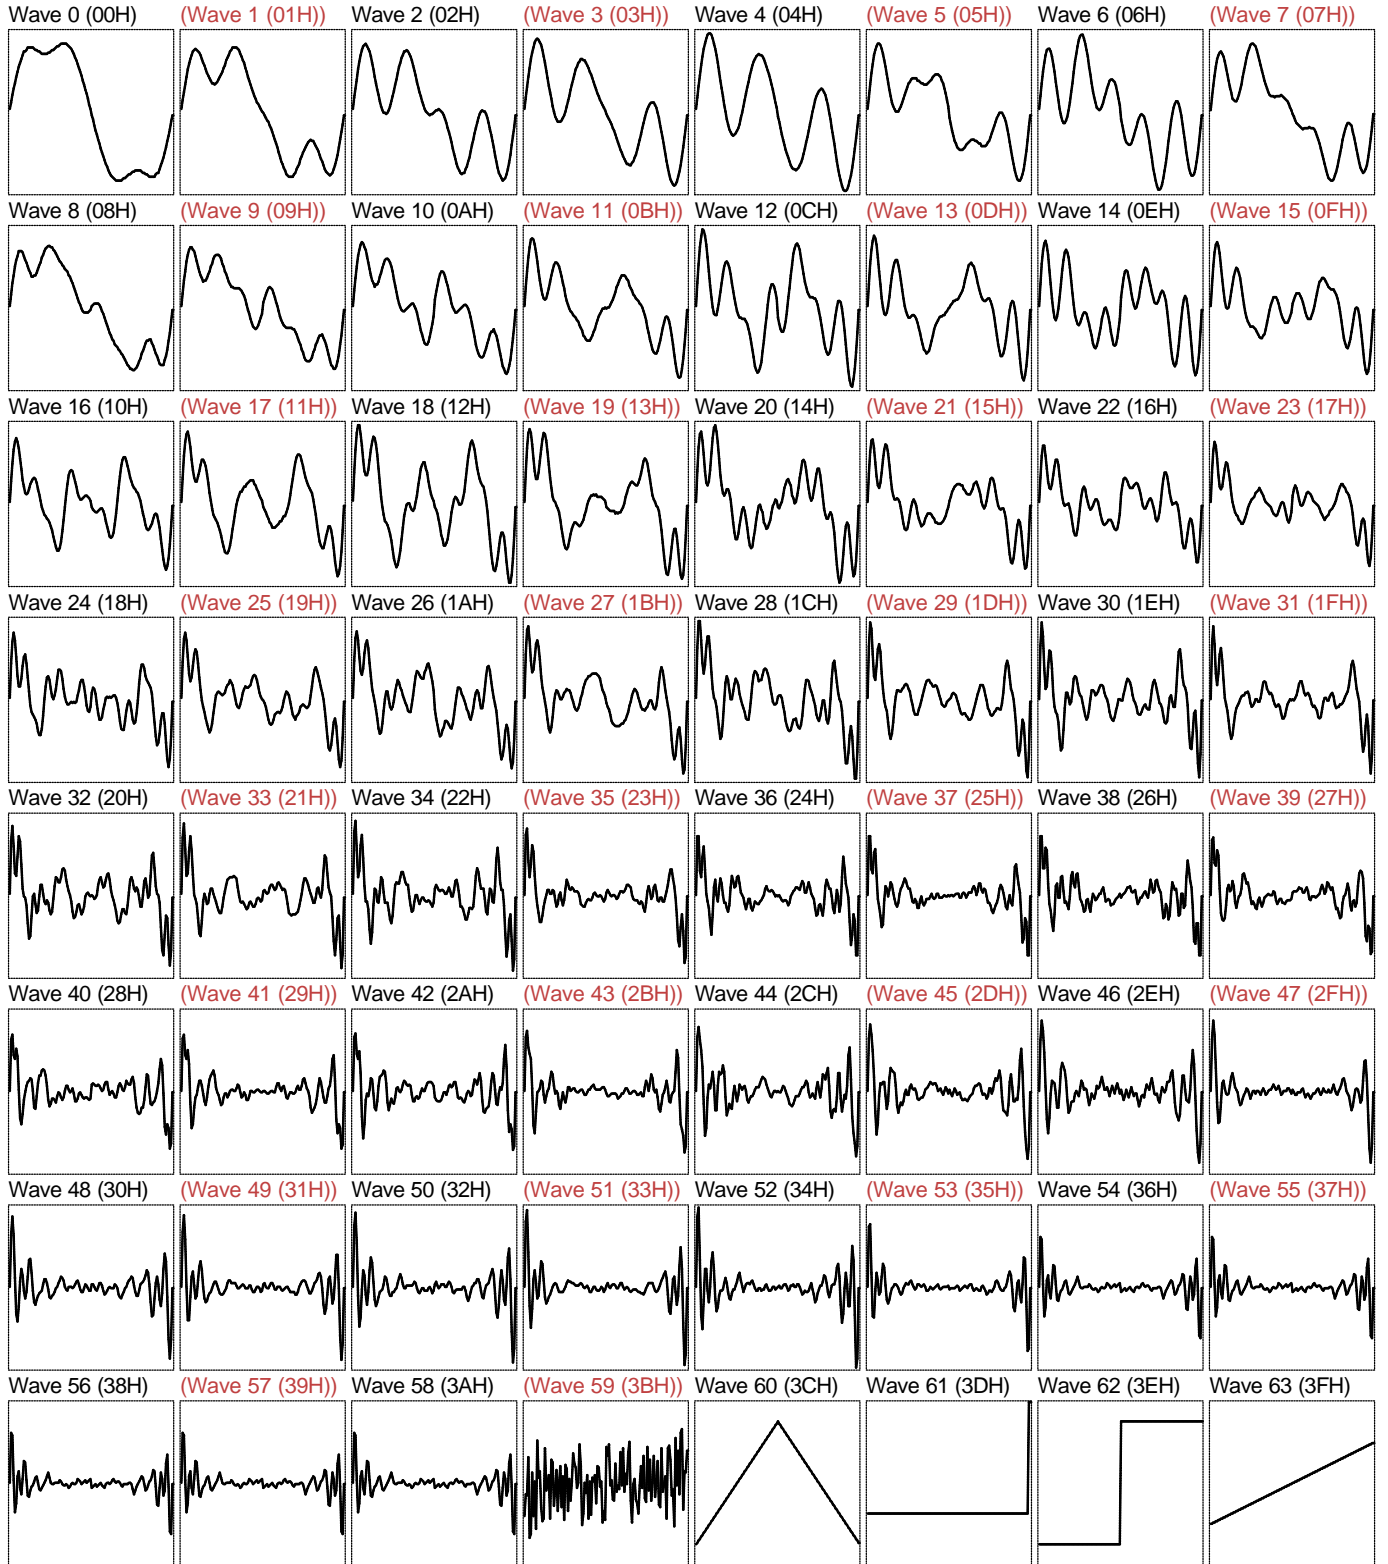 Wave 0 (00H) (Wave 1 (01H)) Wave 2 (02H) (Wave 3 (03H)) Wave 4 (04H) (Wave 5 (05H)) Wave 6 (06H) (Wave 7 (07H))
Wave 8 (08H) (Wave 9 (09H)) Wave 10 (0AH) (Wave 11 (0BH)) Wave 12 (0CH) (Wave 13 (0DH)) Wave 14 (0EH) (Wave 15 (0FH))
Wave 16 (10H) (Wave 17 (11H)) Wave 18 (12H) (Wave 19 (13H)) Wave 20 (14H) (Wave 21 (15H)) Wave 22 (16H) (Wave 23 (17H))
Wave 24 (18H) (Wave 25 (19H)) Wave 26 (1AH) (Wave 27 (1BH)) Wave 28 (1CH) (Wave 29 (1DH)) Wave 30 (1EH) (Wave 31 (1FH))
Wave 32 (20H) (Wave 33 (21H)) Wave 34 (22H) (Wave 35 (23H)) Wave 36 (24H) (Wave 37 (25H)) Wave 38 (26H) (Wave 39 (27H))
Wave 40 (28H) (Wave 41 (29H)) Wave 42 (2AH) (Wave 43 (2BH)) Wave 44 (2CH) (Wave 45 (2DH)) Wave 46 (2EH) (Wave 47 (2FH))
Wave 48 (30H) (Wave 49 (31H)) Wave 50 (32H) (Wave 51 (33H)) Wave 52 (34H) (Wave 53 (35H)) Wave 54 (36H) (Wave 55 (37H))
Wave 56 (38H) (Wave 57 (39H)) Wave 58 (3AH) (Wave 59 (3BH)) Wave 60 (3CH) Wave 61 (3DH) Wave 62 (3EH) Wave 63 (3FH)